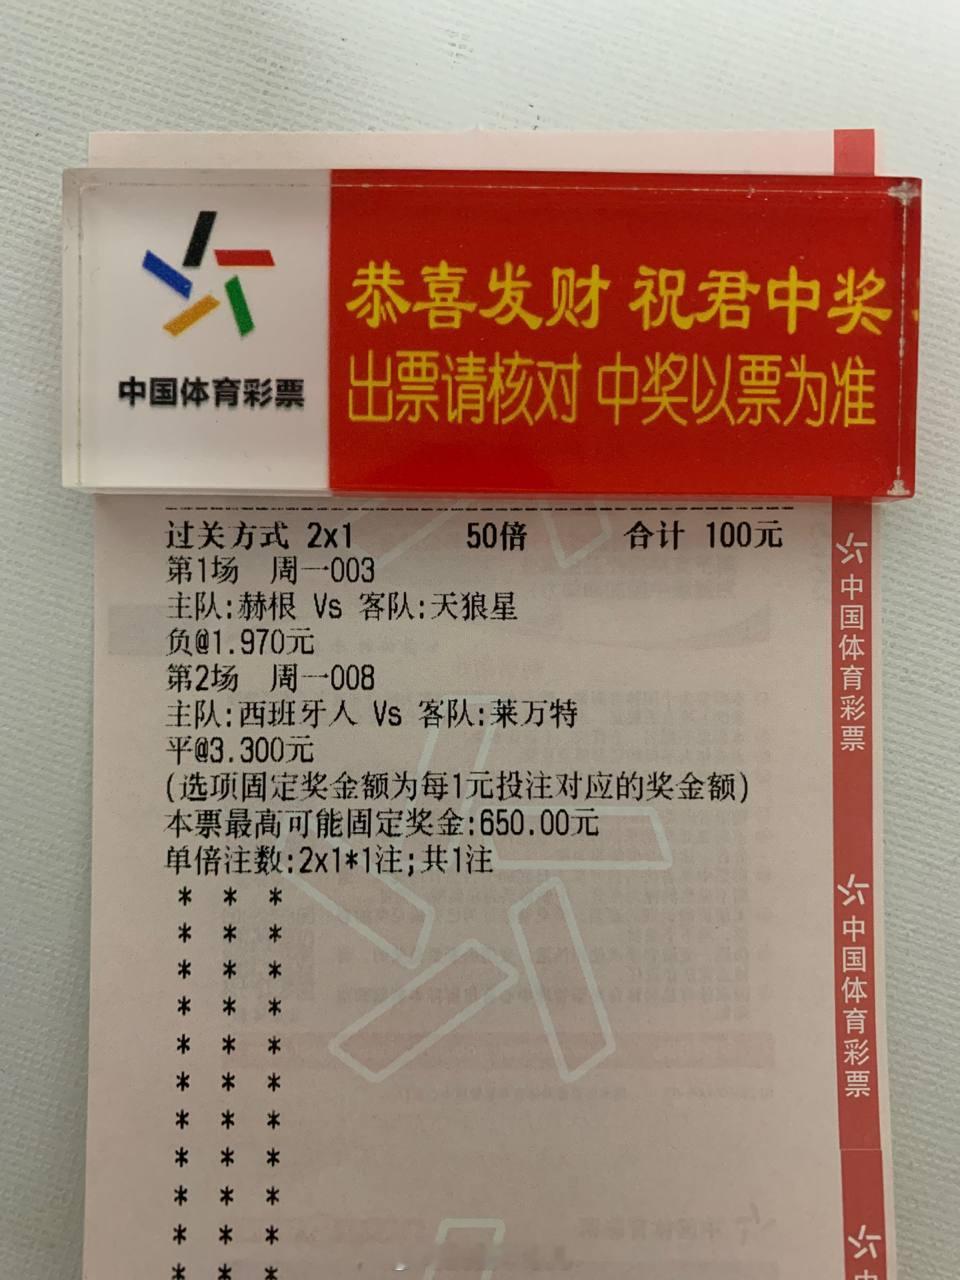 恭喜发财 祝君中奖
中国体育彩票
出票请核对 中奖以票为准
过关方式 2x1 50倍 合计 100元
第1场 周一003
主队:赫根 Vs 客队:天狼星
负@1.970元
第2场 周一008
主队:西班牙人 Vs 客队:莱万特
平@3.300元
(选项固定奖金额为每1元投注对应的奖金额)
本票最高可能固定奖金:650.00元
单倍注数:2x1*1注;共1注
* * *
* * *
* * *
* * *
* * *
* * *
* * *
* * *
* * *
* * *
* * *
中国体育彩票
中国体育彩票
中